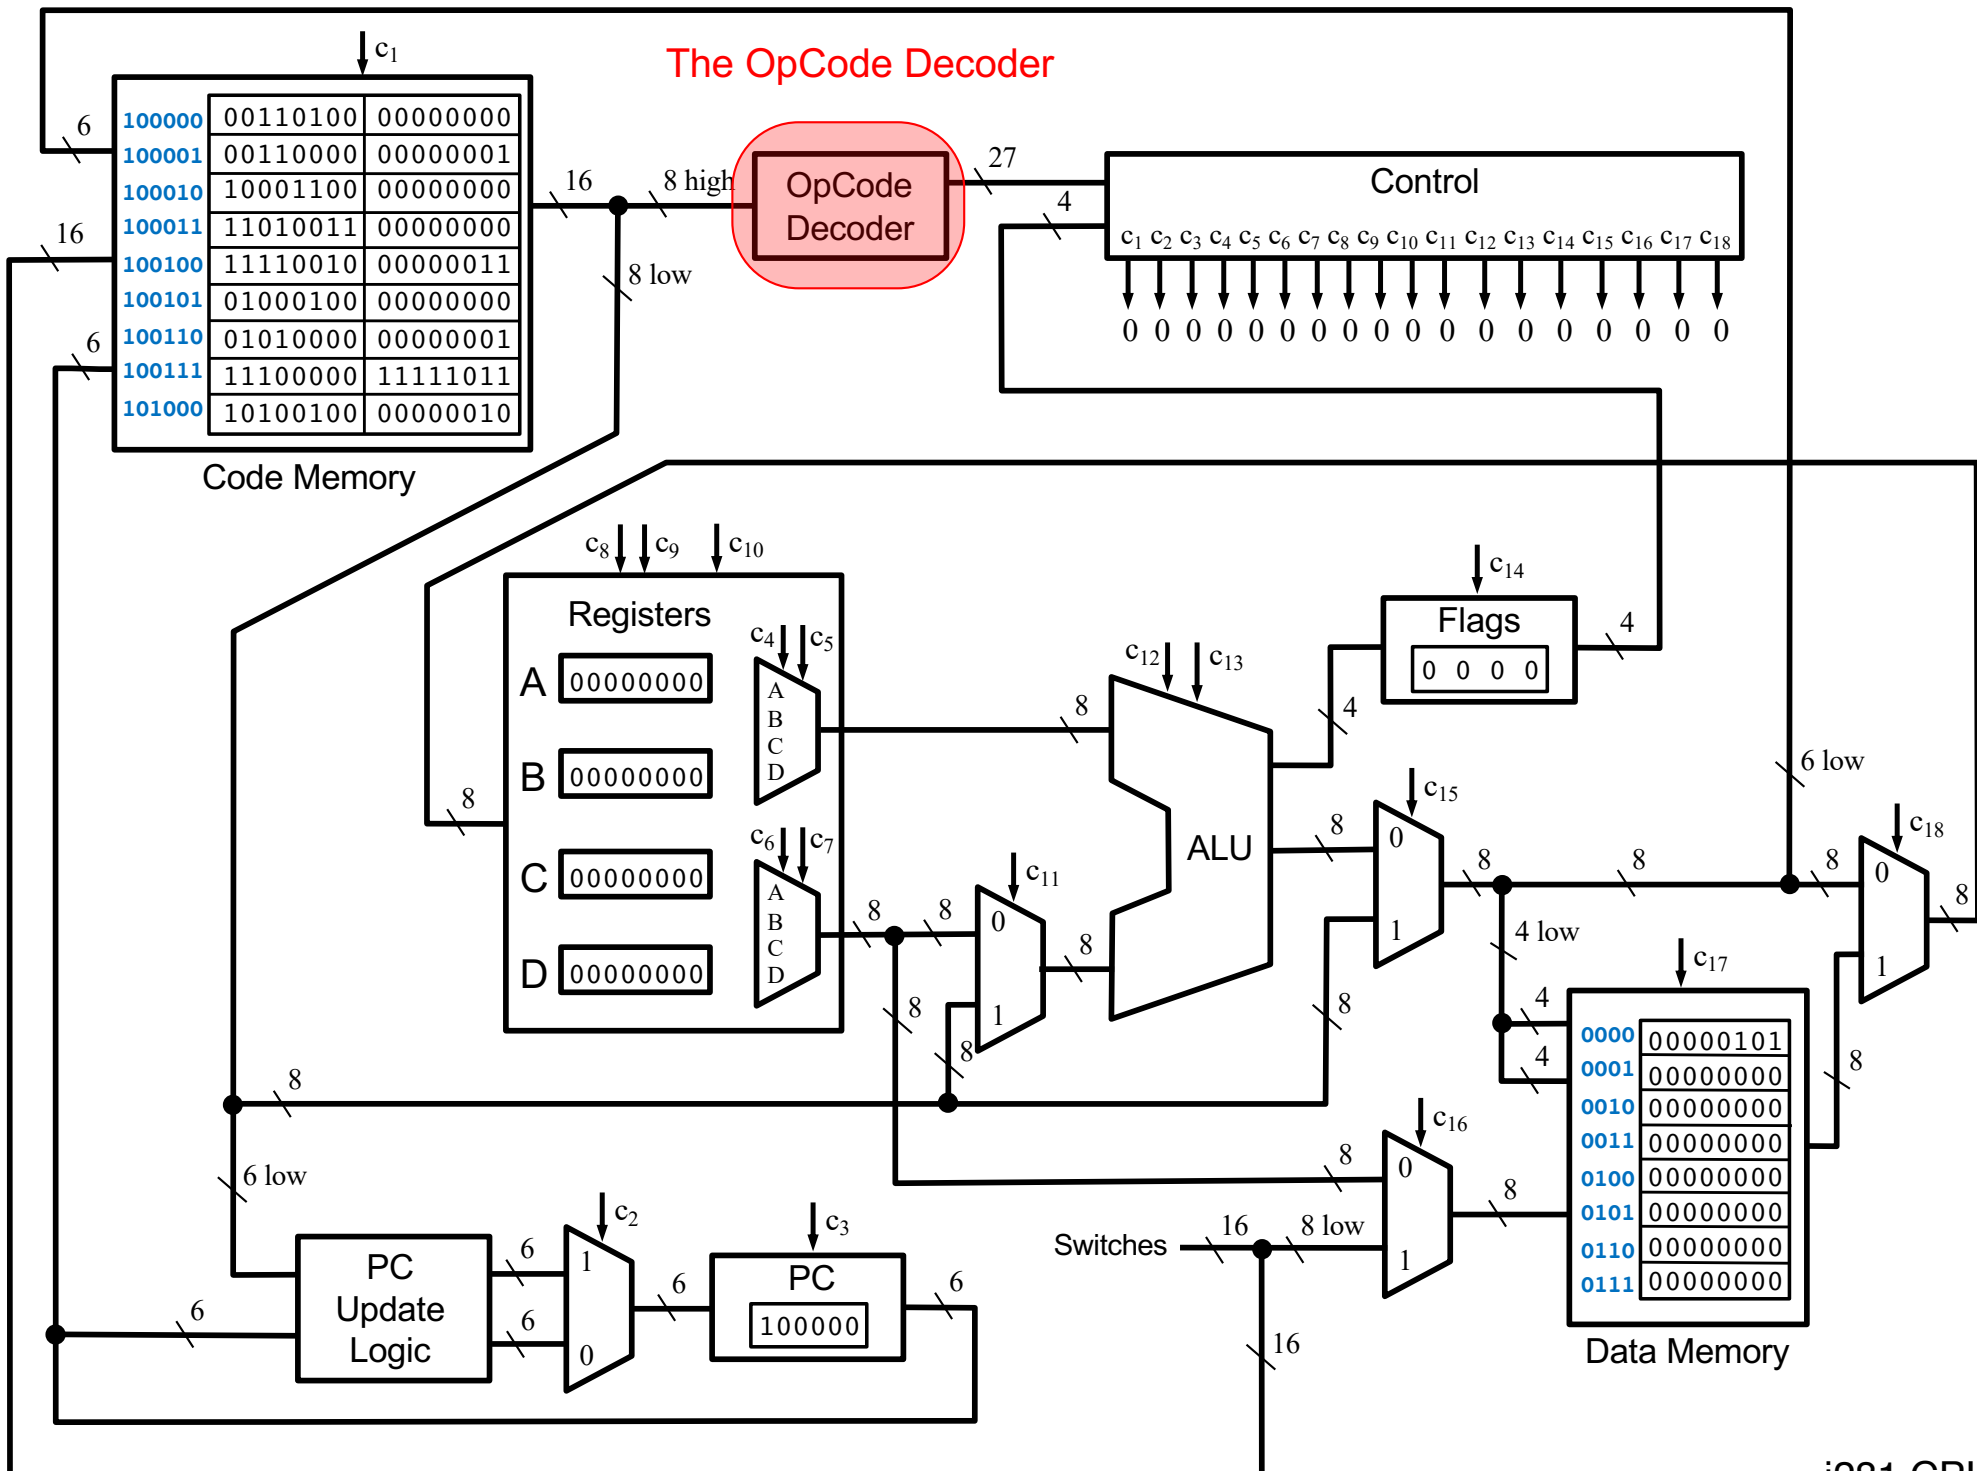 The OpCode Decoder
c1
100000 00110100 00000000
100001 00110000 00000001
100010 10001100 00000000
100011 11010011 00000000
100100 11110010 00000011
100101 01000100 00000000
100110 01010000 00000001
100111 11100000 11111011
101000 10100100 00000010
Code Memory
6
16
6
16
8 high
8 low
OpCode
Decoder
27
4
Control
c1 c2 c3 c4 c5 c6 c7 c8 c9 c10 c11 c12 c13 c14 c15 c16 c17 c18
0 0 0 0 0 0 0 0 0 0 0 0 0 0 0 0 0 0
c8 c9 c10
Registers
A 00000000
B 00000000
C 00000000
D 00000000
c4 c5
A
B
C
D
c6 c7
A
B
C
D
8
8
8
8
8
c11
0
1
8
8
8
c12 c13
ALU
4
c14
Flags
0 0 0 0
4
8
c15
0
1
8
8
8
6 low
8
c18
0
1
8
4 low
4
4
c17
0000 00000101
0001 00000000
0010 00000000
0011 00000000
0100 00000000
0101 00000000
0110 00000000
0111 00000000
Data Memory
8
8
c16
0
1
8
8
Switches
16
8 low
16
6 low
PC
Update
Logic
6
6
6
c2
1
0
6
c3
PC
100000
6